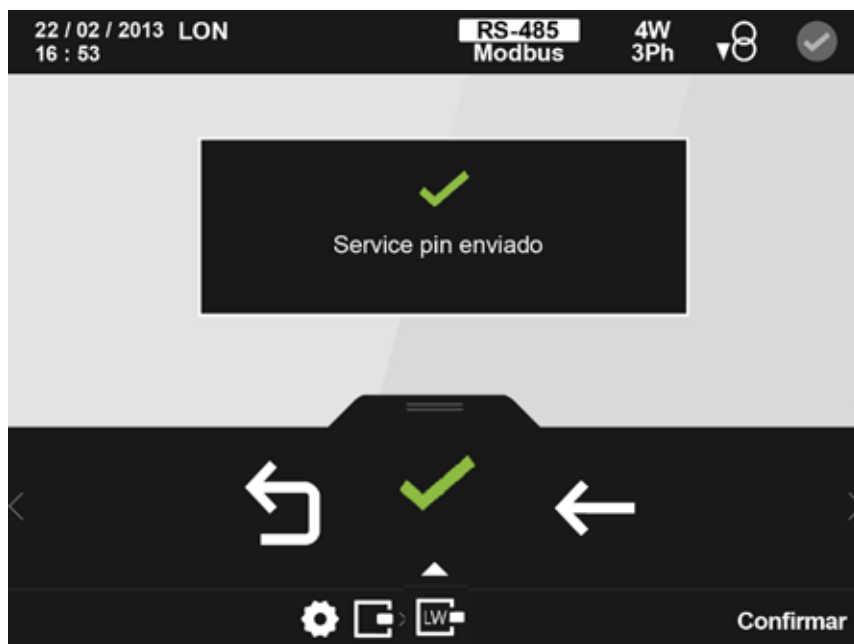 22 / 02 / 2013 LON
16 : 53
RS-485
Modbus
4W
3Ph
Service pin enviado
LW
Confirmar